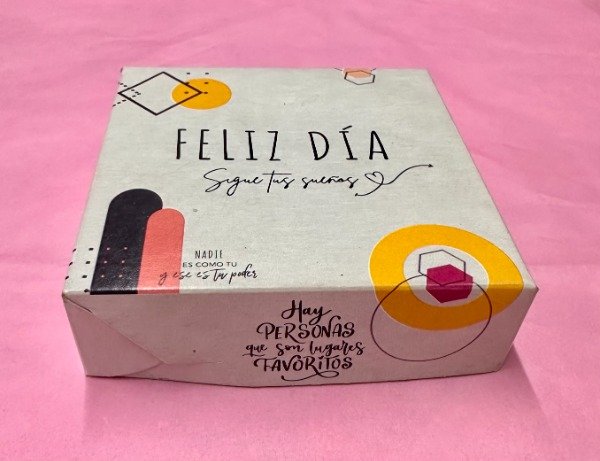 FELIZ DÍA
Sigue tus sueños
NADIE
ES COMO TU
y ese es tu poder
Hay
PERSONAS
que son lugares
FAVORITOS